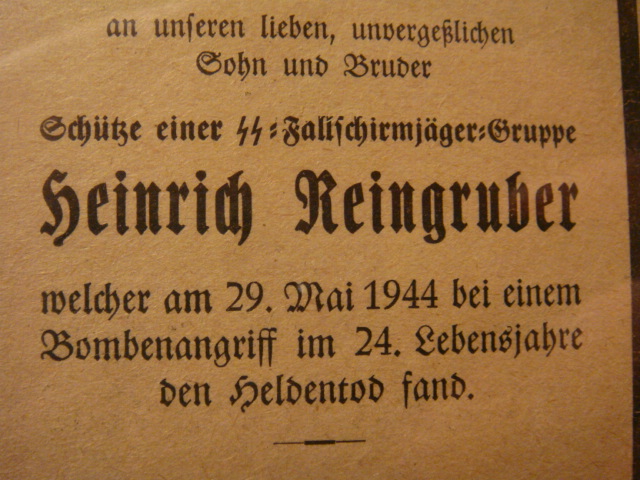 an unseren lieben, unvergeßlichen
Sohn und Bruder
Schütze einer SS-Fallschirmjäger-Gruppe
Heinrich Reingruber
welcher am 29. Mai 1944 bei einem
Bombenangriff im 24. Lebensjahre
den Heldentod fand.